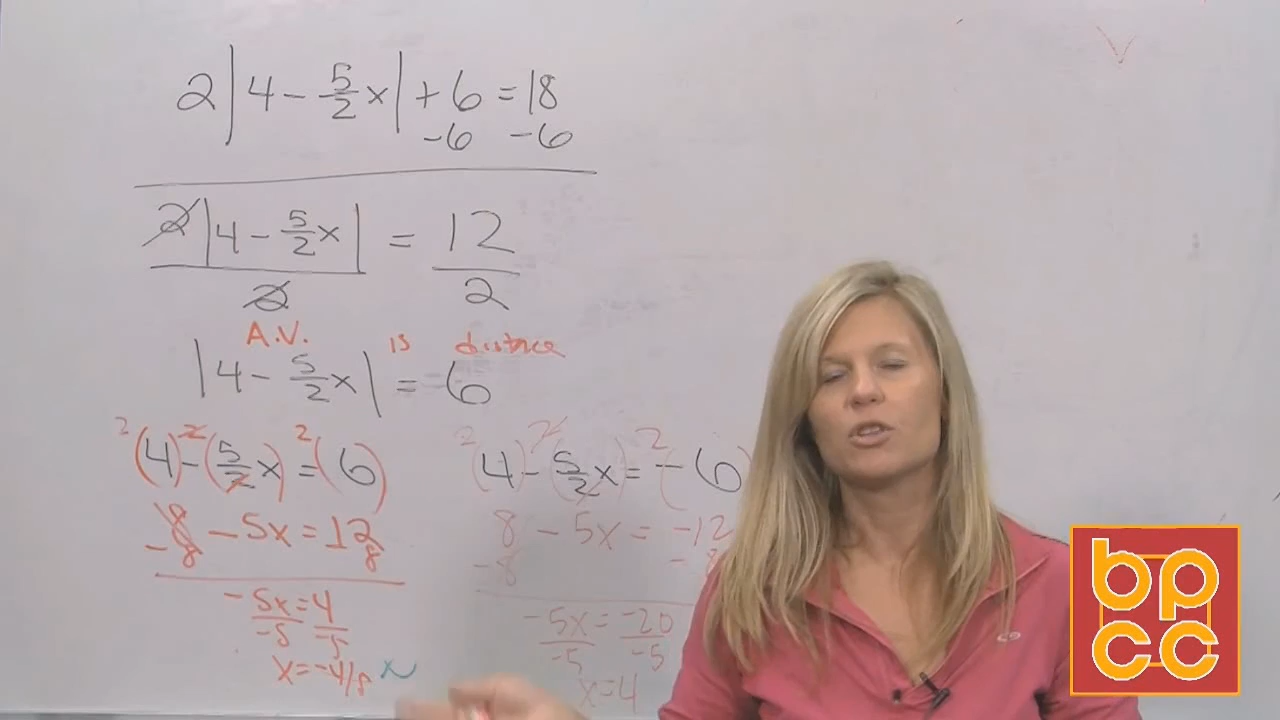 2|4 - 5/2 x| + 6 = 18
-6 -6
2|4 - 5/2 x| / 2 = 12 / 2
A.V. is distance
|4 - 5/2 x| = 6
2(4) - 2(5/2 x) = 2(6)
8 - 5x = 12
-8 8
-5x = 4
-5 -5
x = -4/
2(4) - 2(5/2 x) = 2(-6)
8 - 5x = -12
-8 -8
-5x = -20
-5 -5
x = 4
bp
cc